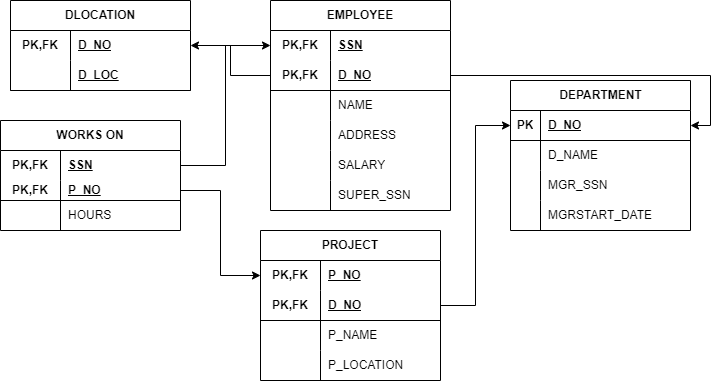 DLOCATION
PK,FK D_NO
D_LOC
EMPLOYEE
PK,FK SSN
PK,FK D_NO
NAME
ADDRESS
SALARY
SUPER_SSN
DEPARTMENT
PK D_NO
D_NAME
MGR_SSN
MGRSTART_DATE
WORKS ON
PK,FK SSN
PK,FK P_NO
HOURS
PROJECT
PK,FK P_NO
PK,FK D_NO
P_NAME
P_LOCATION